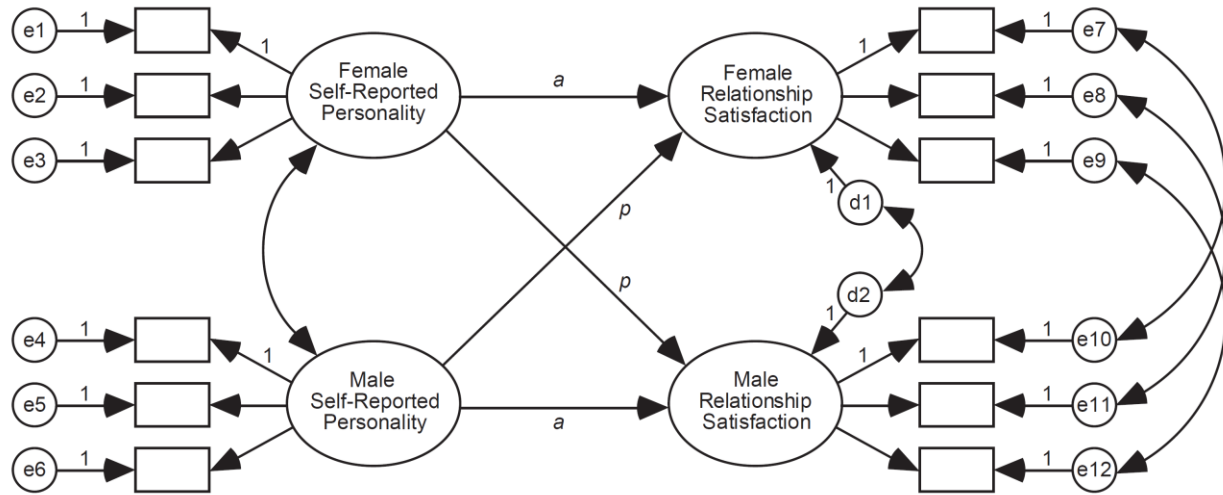 e1
1
1
e2
1
e3
1
Female
Self-Reported
Personality
a
Female
Relationship
Satisfaction
1
1
e7
1
e8
1
e9
1
d1
p
p
d2
1
e4
1
1
e5
1
e6
1
Male
Self-Reported
Personality
a
Male
Relationship
Satisfaction
1
1
e10
1
e11
1
e12